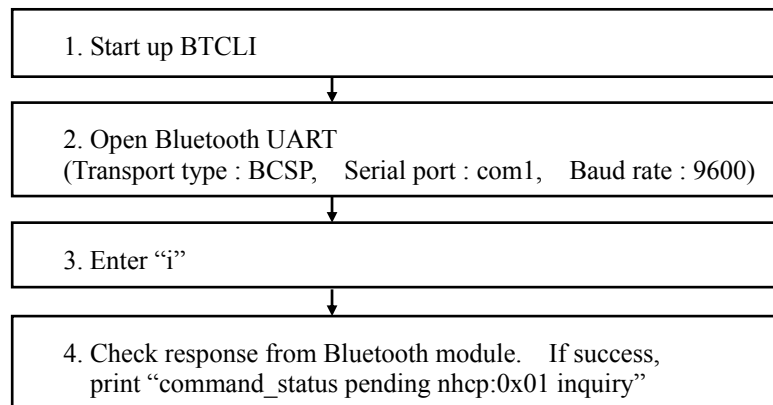 1. Start up BTCLI
2. Open Bluetooth UART
(Transport type : BCSP, Serial port : com1, Baud rate : 9600)
3. Enter “i”
4. Check response from Bluetooth module. If success,
print “command_status pending nhcp:0x01 inquiry”